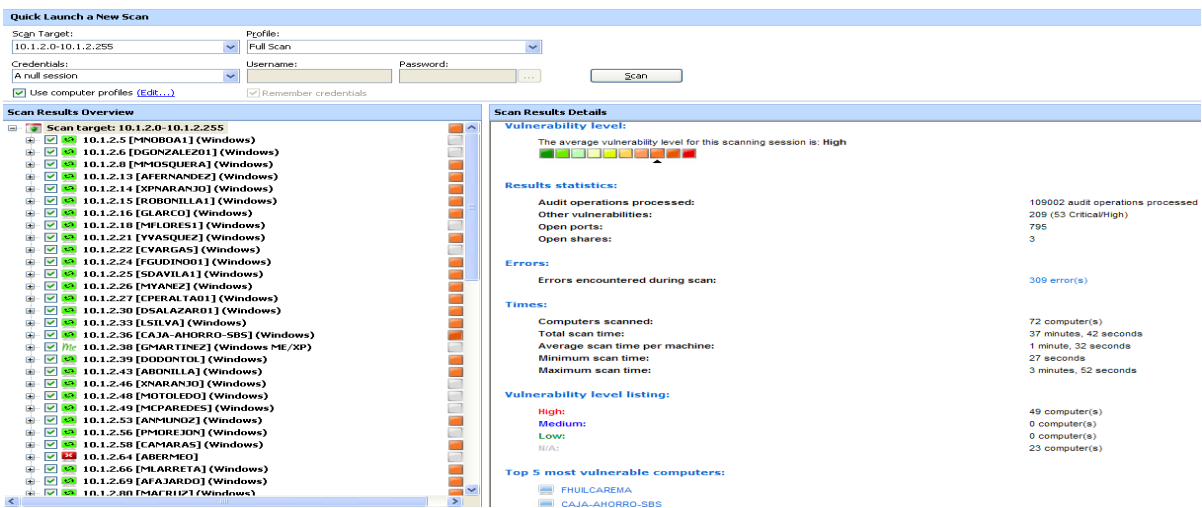 Quick Launch a New Scan
Scan Target:
Profile:
10.1.2.0-10.1.2.255
Full Scan
Credentials:
Username:
Password:
A null session
...
Scan
Use computer profiles (Edit...)
Remember credentials
Scan Results Overview
Scan target: 10.1.2.0-10.1.2.255
10.1.2.5 [MNOBOA1] (Windows)
10.1.2.6 [DGONZALEZ01] (Windows)
10.1.2.8 [MMOSQUERA] (Windows)
10.1.2.13 [AFERNANDEZ] (Windows)
10.1.2.14 [XPNARANJO] (Windows)
10.1.2.15 [ROBONILLA1] (Windows)
10.1.2.16 [GLARCO] (Windows)
10.1.2.18 [MFLORES1] (Windows)
10.1.2.21 [YVASQUEZ] (Windows)
10.1.2.22 [CVARGAS] (Windows)
10.1.2.24 [FGUDINO01] (Windows)
10.1.2.25 [SDAVILA1] (Windows)
10.1.2.26 [MYANEZ] (Windows)
10.1.2.27 [CPERALTA01] (Windows)
10.1.2.30 [DSALAZAR01] (Windows)
10.1.2.33 [LSILVA] (Windows)
10.1.2.36 [CAJA-AHORRO-SBS] (Windows)
Me 10.1.2.38 [GMARTINEZ] (Windows ME/XP)
10.1.2.39 [DODONTOL] (Windows)
10.1.2.43 [ABONILLA] (Windows)
10.1.2.46 [XNARANJO] (Windows)
10.1.2.48 [MOTOLEDO] (Windows)
10.1.2.49 [MCPAREDES] (Windows)
10.1.2.53 [ANMUNOZ] (Windows)
10.1.2.56 [PMOREJON] (Windows)
10.1.2.58 [CAMARAS] (Windows)
10.1.2.64 [ABERMEO]
10.1.2.66 [MLARRETA] (Windows)
10.1.2.69 [AFAJARDO] (Windows)
10.1.2.80 [MACRUZ] (Windows)
Scan Results Details
Vulnerability level:
The average vulnerability level for this scanning session is: High
Results statistics:
Audit operations processed: 109002 audit operations processed
Other vulnerabilities: 209 (53 Critical/High)
Open ports: 795
Open shares: 3
Errors:
Errors encountered during scan: 309 error(s)
Times:
Computers scanned: 72 computer(s)
Total scan time: 37 minutes, 42 seconds
Average scan time per machine: 1 minute, 32 seconds
Minimum scan time: 27 seconds
Maximum scan time: 3 minutes, 52 seconds
Vulnerability level listing:
High: 49 computer(s)
Medium: 0 computer(s)
Low: 0 computer(s)
N/A: 23 computer(s)
Top 5 most vulnerable computers:
FHUILCAREMA
CAJA-AHORRO-SBS